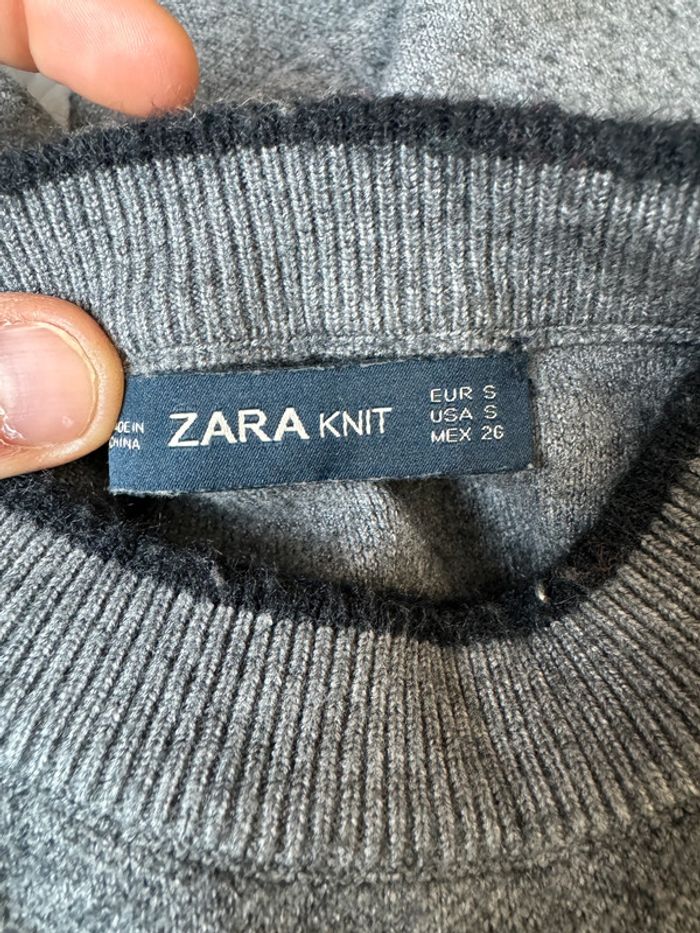 ADE IN
CHINA
ZARA KNIT
EUR S
USA S
MEX 26